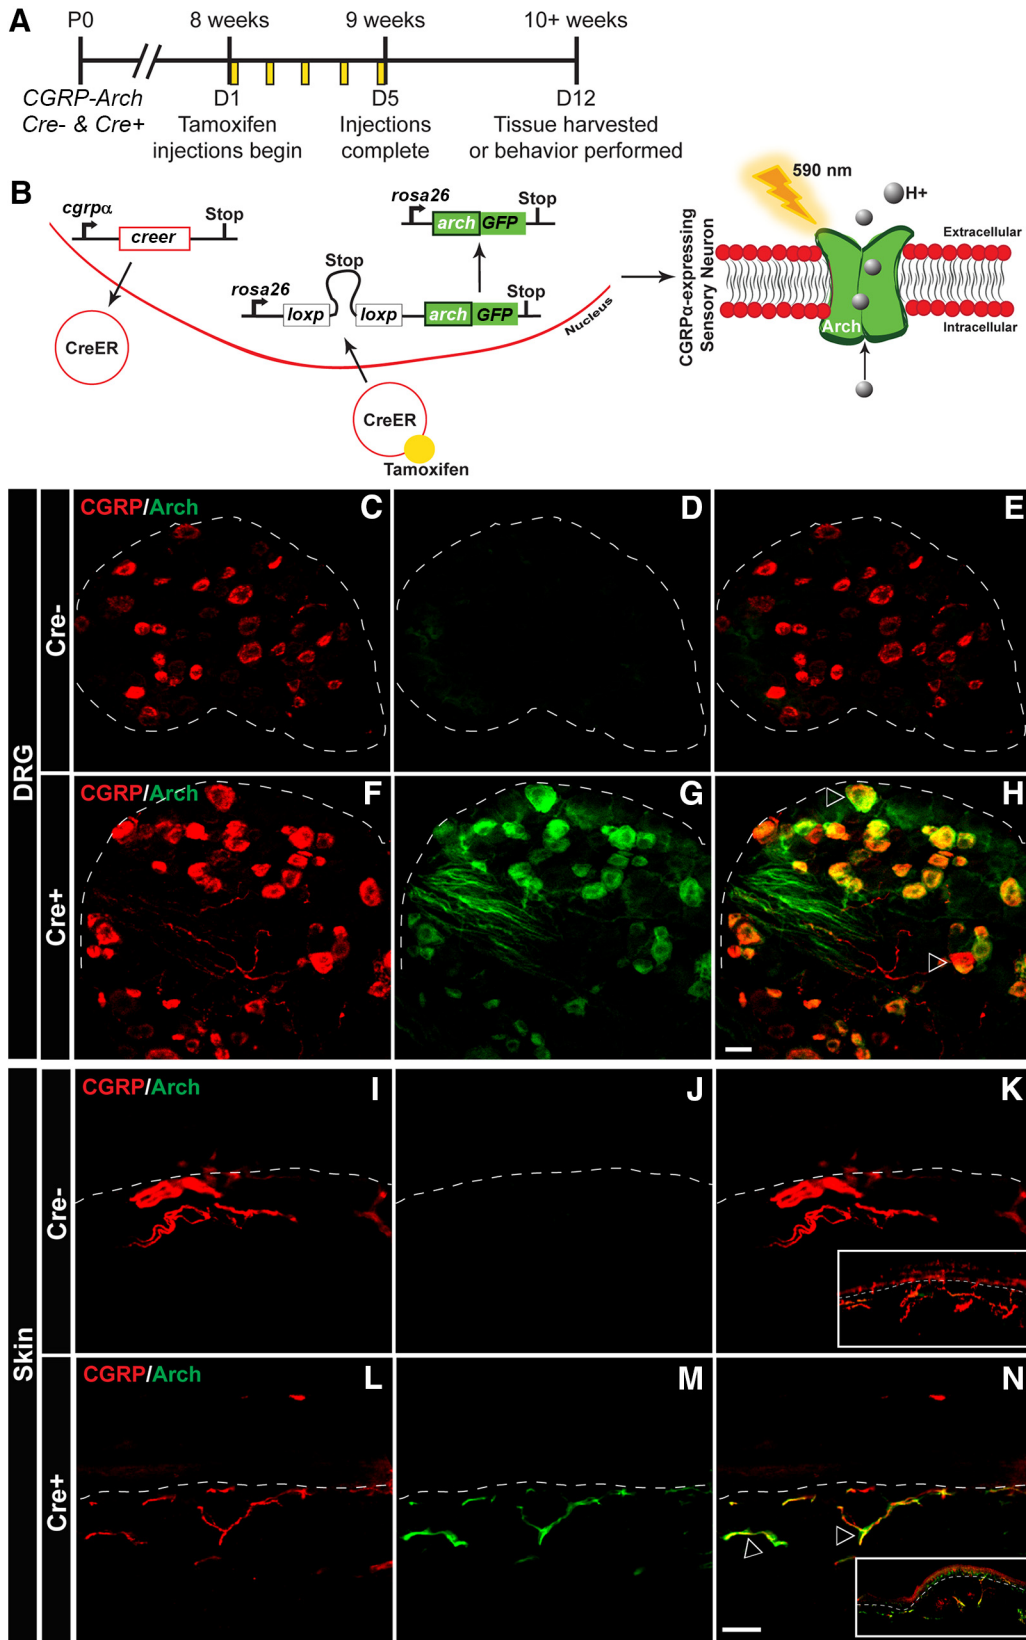 A
P0
8 weeks
9 weeks
10+ weeks
CGRP-Arch
Cre- & Cre+
D1
Tamoxifen
injections begin
D5
Injections
complete
D12
Tissue harvested
or behavior performed
B
cgrpα
Stop
creer
CreER
rosa26
Stop
arch GFP
Stop
rosa26
loxp
loxp
arch GFP
Stop
Nucleus
CreER
Tamoxifen
CGRPα-expressing
Sensory Neuron
590 nm
H+
Extracellular
Arch
Intracellular
DRG
Cre-
CGRP/Arch
C
D
E
Cre+
CGRP/Arch
F
G
H
Skin
Cre-
CGRP/Arch
I
J
K
Cre+
CGRP/Arch
L
M
N